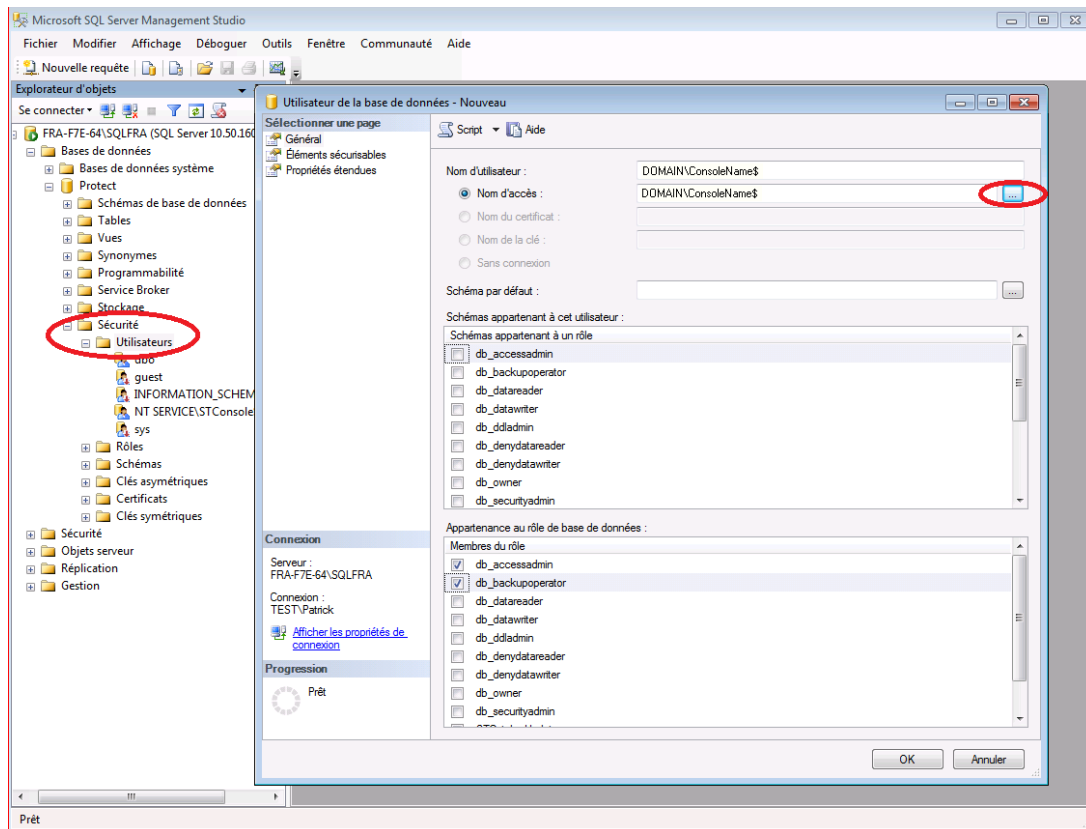 Microsoft SQL Server Management Studio
Fichier Modifier Affichage Déboguer Outils Fenêtre Communauté Aide
Nouvelle requête
Explorateur d'objets
Se connecter
FRA-F7E-64\SQLFRA (SQL Server 10.50.160
Bases de données
Bases de données système
Protect
Schémas de base de données
Tables
Vues
Synonymes
Programmabilité
Service Broker
Stockage
Sécurité
Utilisateurs
dbo
guest
INFORMATION_SCHEM
NT SERVICE\STConsole
sys
Rôles
Schémas
Clés asymétriques
Certificats
Clés symétriques
Sécurité
Objets serveur
Réplication
Gestion
Utilisateur de la base de données - Nouveau
Sélectionner une page
Général
Éléments sécurisables
Propriétés étendues
Connexion
Serveur :
FRA-F7E-64\SQLFRA
Connexion :
TEST\Patrick
Afficher les propriétés de
connexion
Progression
Prêt
Script Aide
Nom d'utilisateur : DOMAIN\ConsoleName$
Nom d'accès : DOMAIN\ConsoleName$ ...
Nom du certificat :
Nom de la clé :
Sans connexion
Schéma par défaut : ...
Schémas appartenant à cet utilisateur :
Schémas appartenant à un rôle
db_accessadmin
db_backupoperator
db_datareader
db_datawriter
db_ddladmin
db_denydatareader
db_denydatawriter
db_owner
db_securityadmin
Appartenance au rôle de base de données :
Membres du rôle
db_accessadmin
db_backupoperator
db_datareader
db_datawriter
db_ddladmin
db_denydatareader
db_denydatawriter
db_owner
db_securityadmin
OK Annuler
Prêt